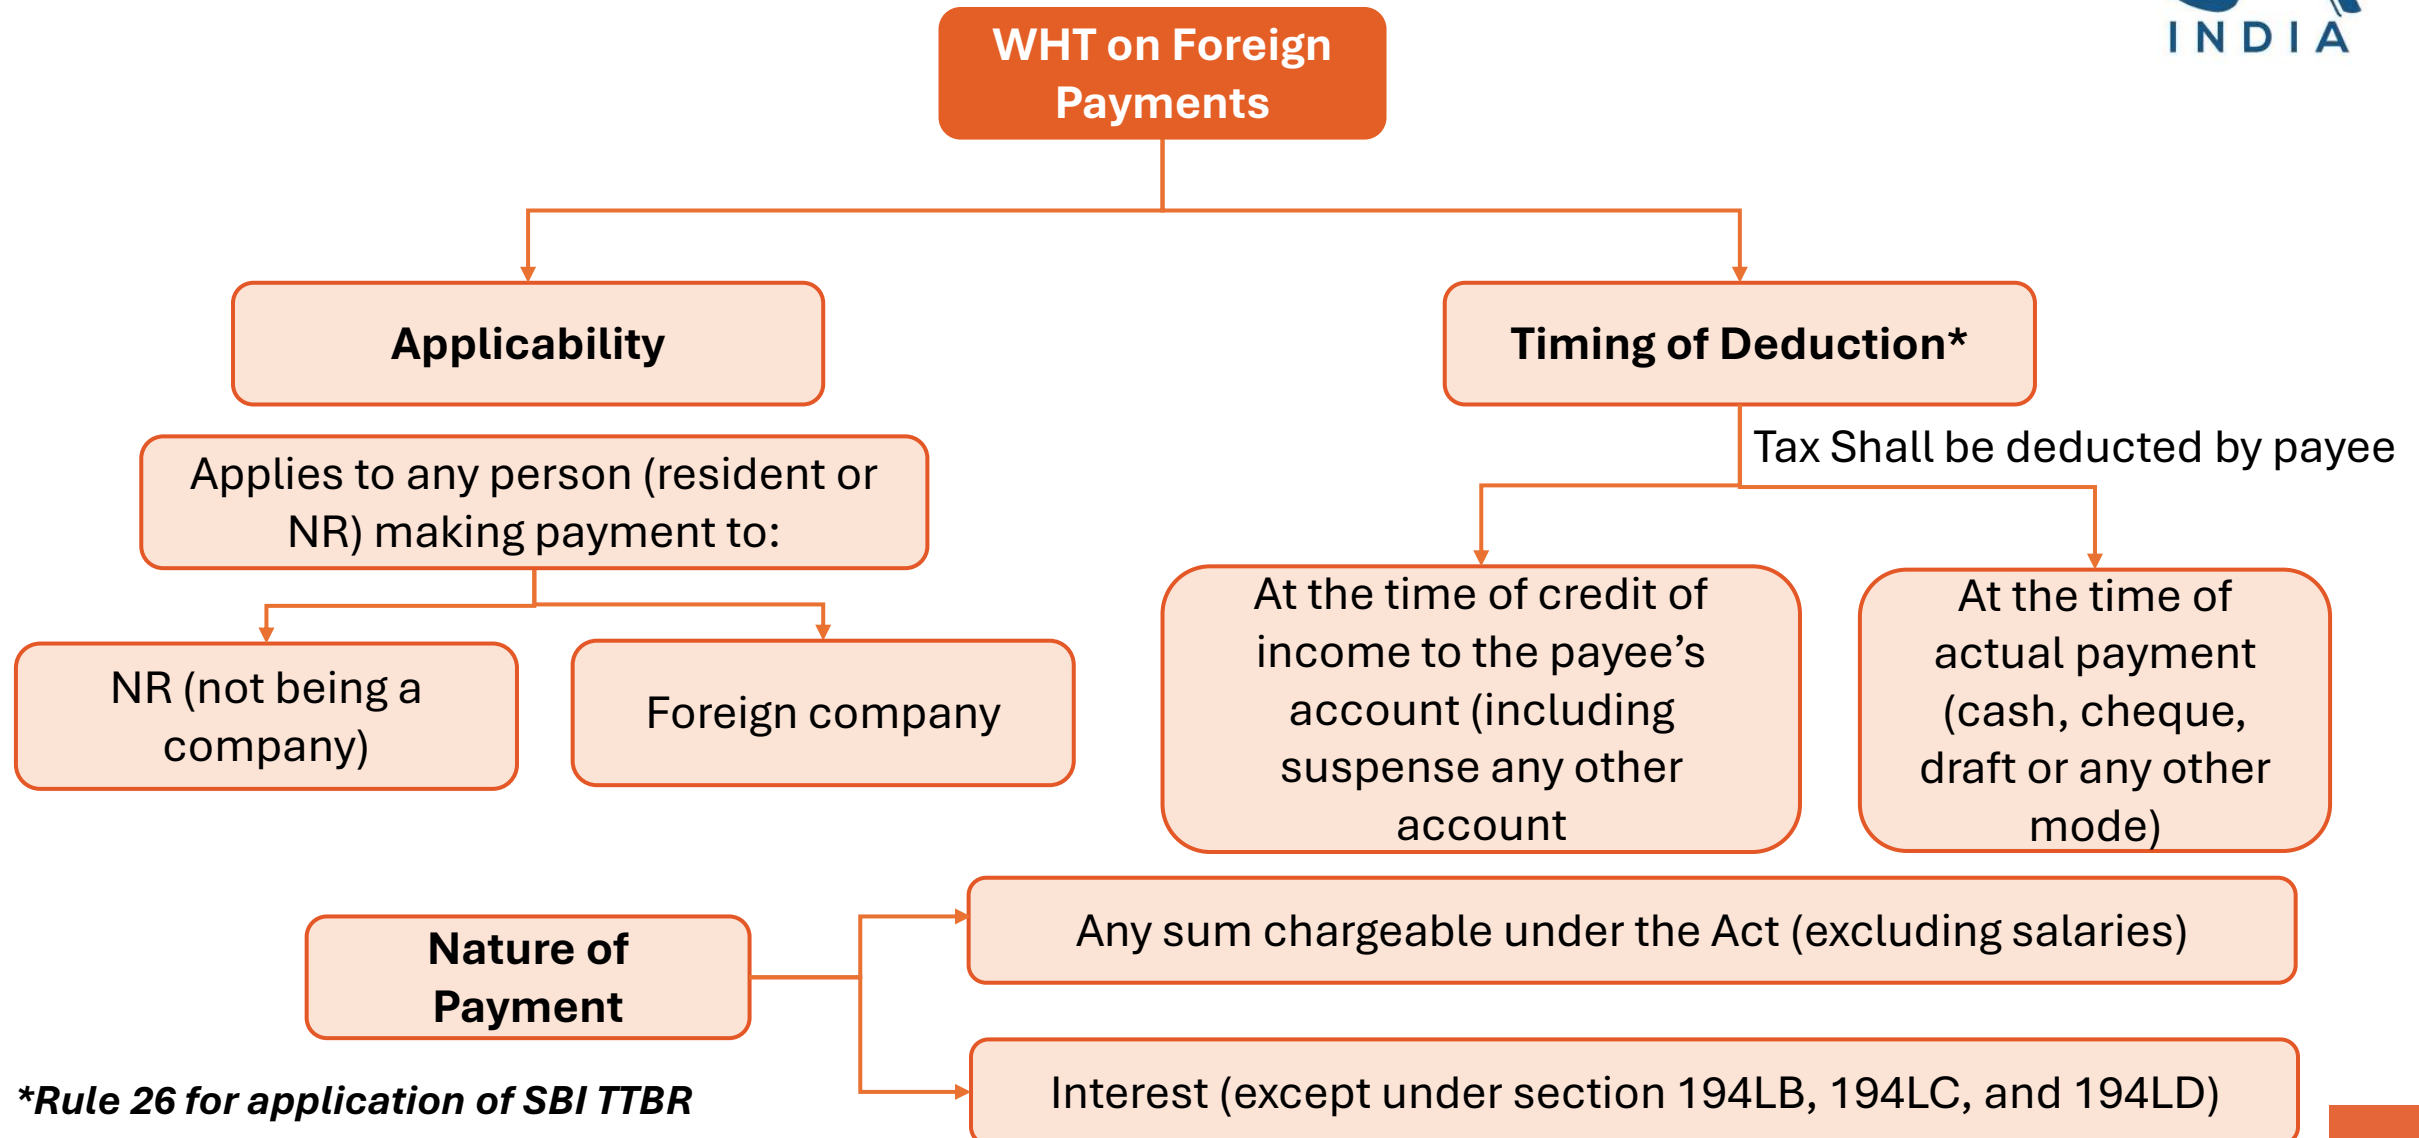 INDIA
WHT on Foreign
Payments
Applicability
Timing of Deduction*
Tax Shall be deducted by payee
Applies to any person (resident or
NR) making payment to:
NR (not being a
company)
Foreign company
At the time of credit of
income to the payee’s
account (including
suspense any other
account
At the time of
actual payment
(cash, cheque,
draft or any other
mode)
Nature of
Payment
Any sum chargeable under the Act (excluding salaries)
Interest (except under section 194LB, 194LC, and 194LD)
*Rule 26 for application of SBI TTBR